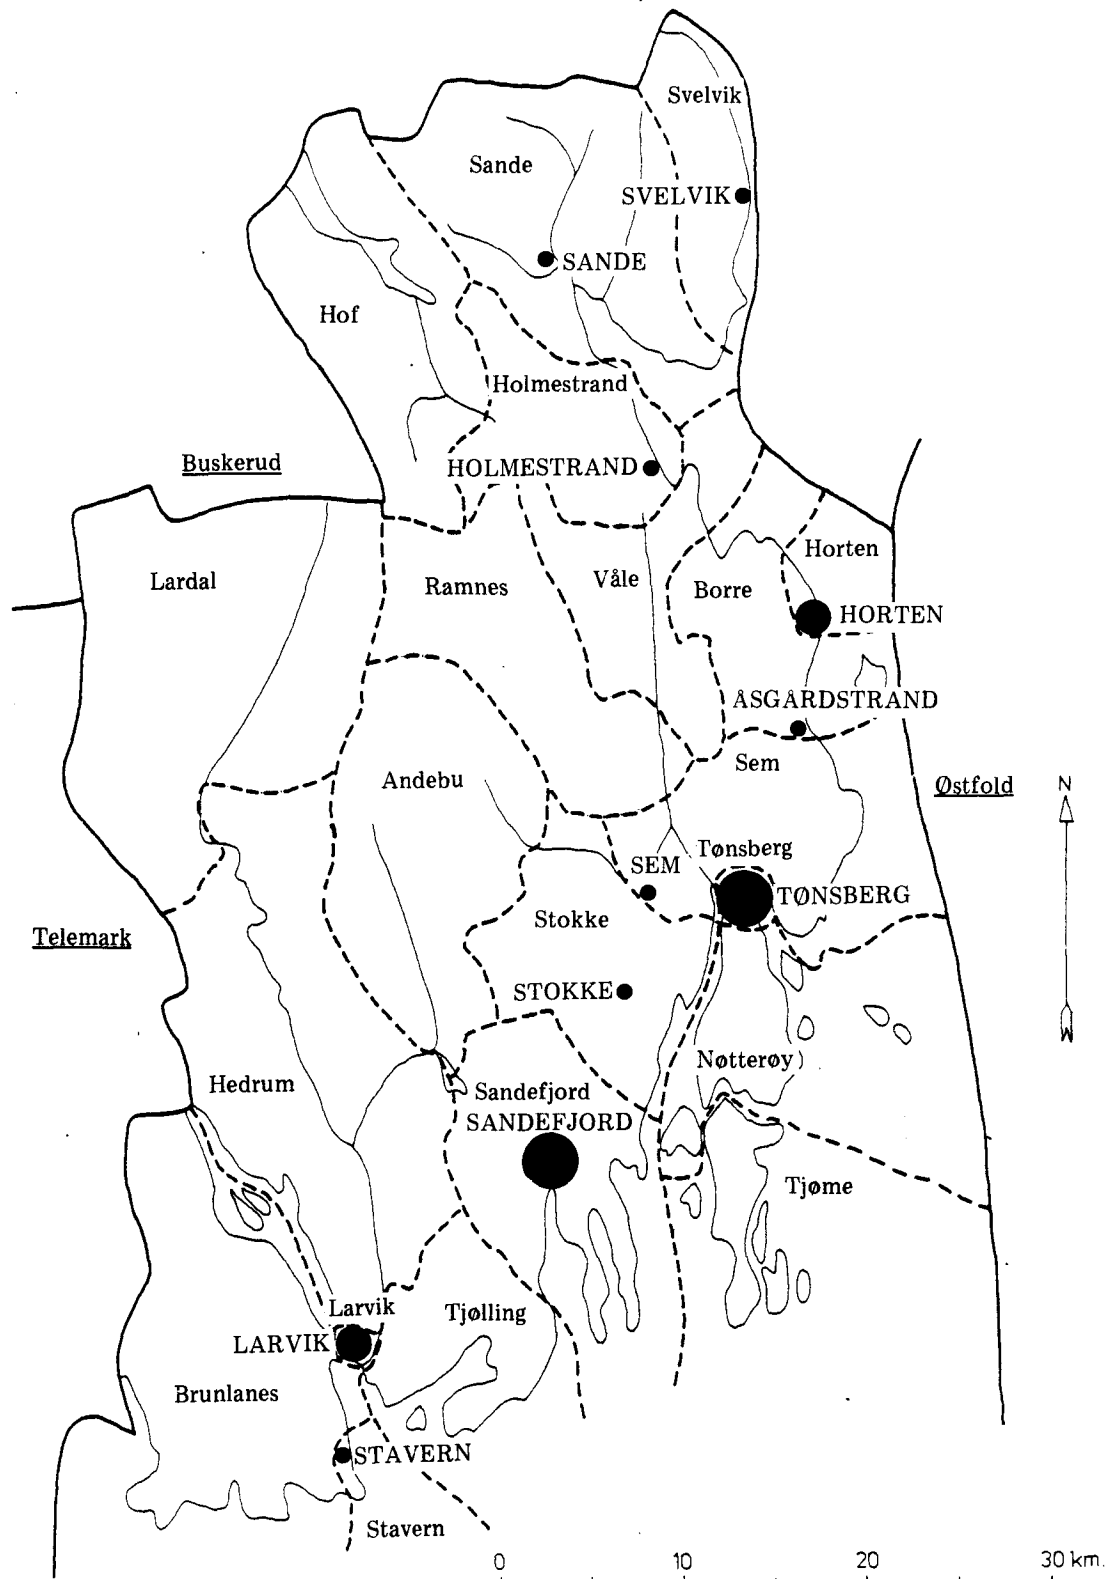 Svelvik
Sande
SVELVIK
SANDE
Hof
Holmestrand
Buskerud
HOLMESTRAND
Lardal
Ramnes
Våle
Borre
Horten
HORTEN
ÅSGÅRDSTRAND
Sem
Andebu
Østfold
N
Tønsberg
SEM
TØNSBERG
Stokke
Telemark
STOKKE
Nøtterøy
Hedrum
Sandefjord
SANDEFJORD
Tjøme
Larvik
Tjølling
LARVIK
Brunlanes
STAVERN
Stavern
0 10 20 30 km.